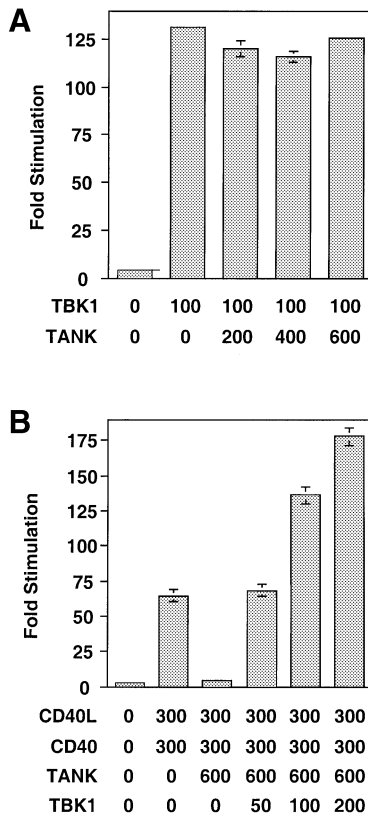 A
Fold Stimulation
125
100
75
50
25
0
TBK1 0 100 100 100 100
TANK 0 0 200 400 600
B
Fold Stimulation
175
150
125
100
75
50
25
0
CD40L 0 300 300 300 300 300
CD40 0 300 300 300 300 300
TANK 0 0 600 600 600 600
TBK1 0 0 0 50 100 200